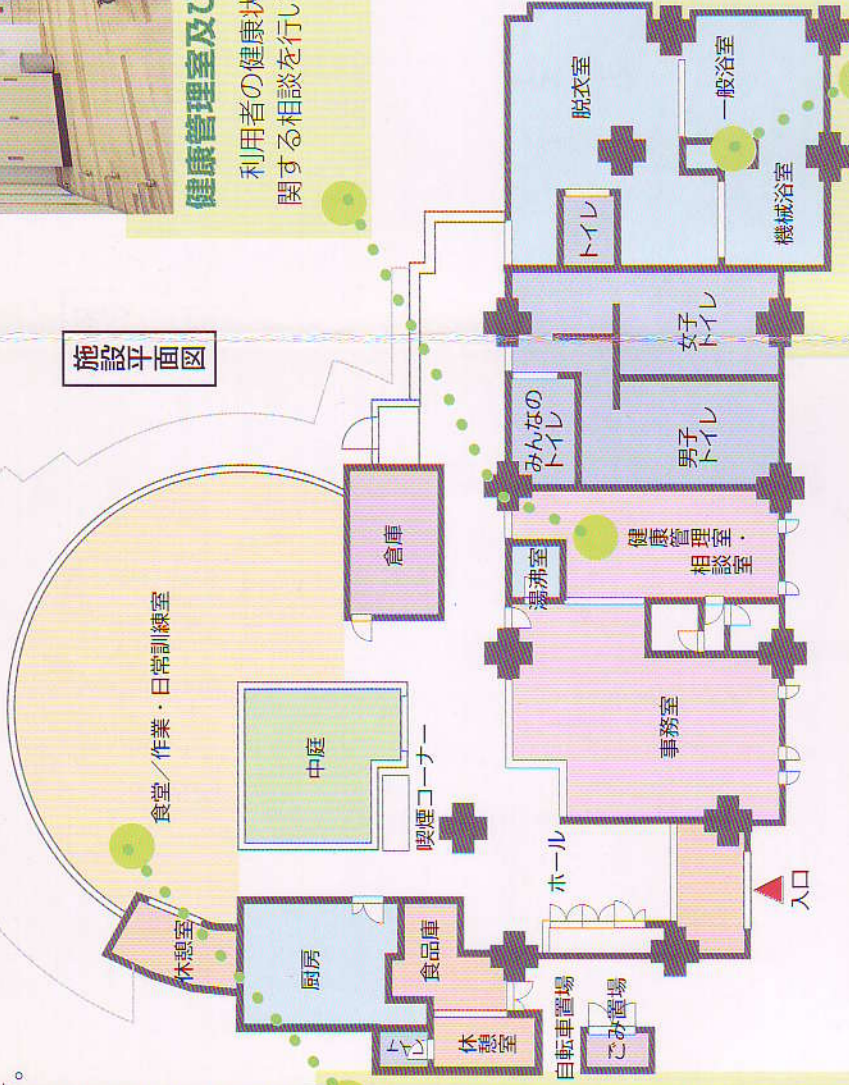 健康管理室及び
利用者の健康状
関する相談を行い
施設平面図
食堂/作業・日常訓練室
休憩室
厨房
食品庫
トイレ
休憩室
中庭
喫煙コーナー
倉庫
ホール
自転車置場
ごみ置場
入口
事務室
湯沸室
健康管理室・
相談室
みんなの
トイレ
男子
トイレ
女子
トイレ
トイレ
脱衣室
一般浴室
機械浴室